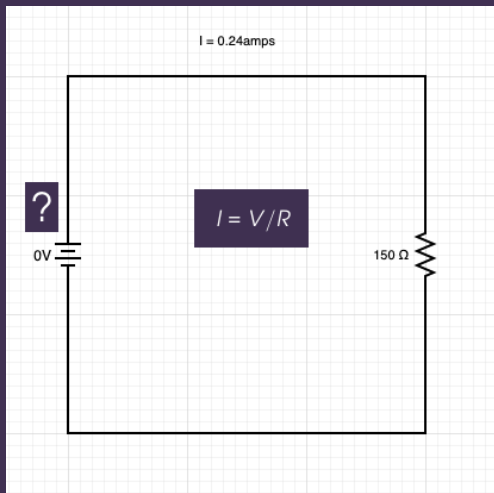 I = 0.24amps
?
I = V/R
0V
150 Ω